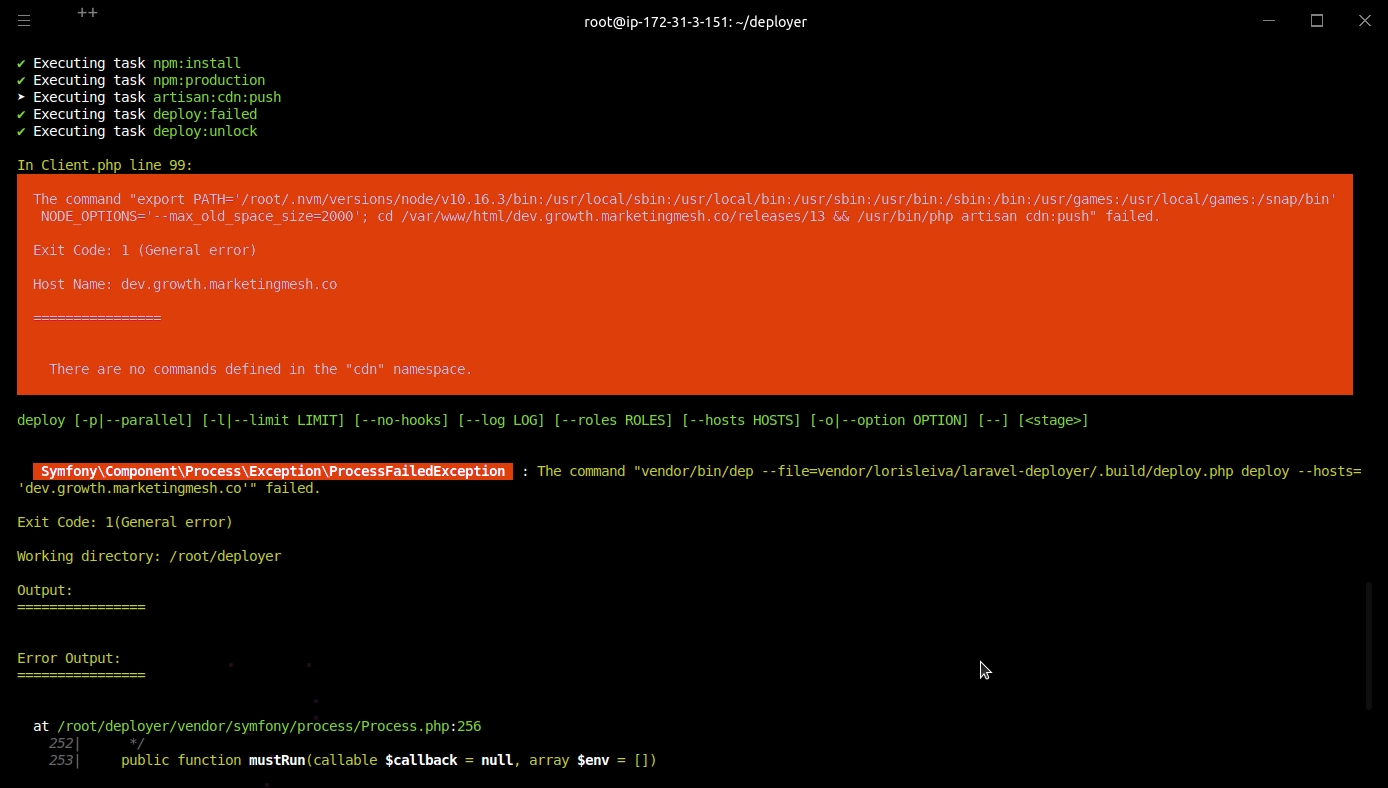 ++
root@ip-172-31-3-151: ~/deployer
✔ Executing task npm:install
✔ Executing task npm:production
➤ Executing task artisan:cdn:push
✔ Executing task deploy:failed
✔ Executing task deploy:unlock
In Client.php line 99:
The command "export PATH='/root/.nvm/versions/node/v10.16.3/bin:/usr/local/sbin:/usr/local/bin:/usr/sbin:/usr/bin:/sbin:/bin:/usr/games:/usr/local/games:/snap/bin'
NODE_OPTIONS='--max_old_space_size=2000'; cd /var/www/html/dev.growth.marketingmesh.co/releases/13 && /usr/bin/php artisan cdn:push" failed.
Exit Code: 1 (General error)
Host Name: dev.growth.marketingmesh.co
================
There are no commands defined in the "cdn" namespace.
deploy [-p|--parallel] [-l|--limit LIMIT] [--no-hooks] [--log LOG] [--roles ROLES] [--hosts HOSTS] [-o|--option OPTION] [--] [<stage>]
Symfony\Component\Process\Exception\ProcessFailedException : The command "vendor/bin/dep --file=vendor/lorisleiva/laravel-deployer/.build/deploy.php deploy --hosts=
'dev.growth.marketingmesh.co'" failed.
Exit Code: 1(General error)
Working directory: /root/deployer
Output:
================
Error Output:
================
at /root/deployer/vendor/symfony/process/Process.php:256
252| */
253| public function mustRun(callable $callback = null, array $env = [])